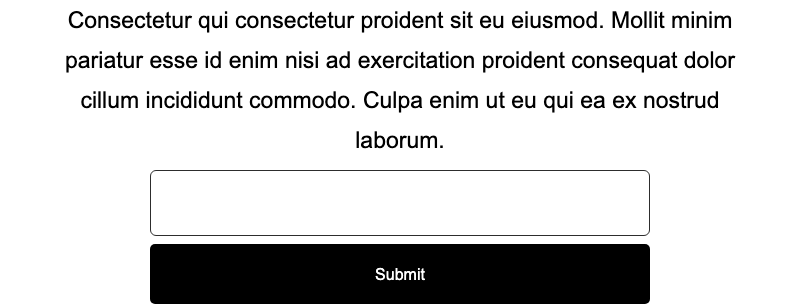 Consectetur qui consectetur proident sit eu eiusmod. Mollit minim
pariatur esse id enim nisi ad exercitation proident consequat dolor
cillum incididunt commodo. Culpa enim ut eu qui ea ex nostrud
laborum.
Submit